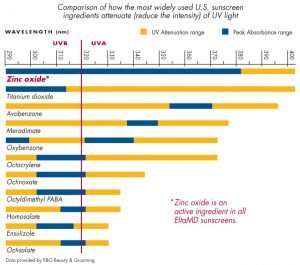 Comparison of how the most widely used U.S. sunscreen
ingredients attenuate (reduce the intensity) of UV light
WAVELENGTH (nm)
UVB
UVA
UV Attenuation range
Peak Absorbance range
290
300
310
320
330
340
350
360
370
380
390
400
Zinc oxide*
Titanium dioxide
Avobenzone
Meradimate
Oxybenzone
Octocrylene
Octinoxate
Octyldimethyl PABA
Homosalate
Ensulizole
Octisalate
* Zinc oxide is an
active ingredient in all
EltaMD sunscreens.
Data provided by P&G Beauty & Grooming